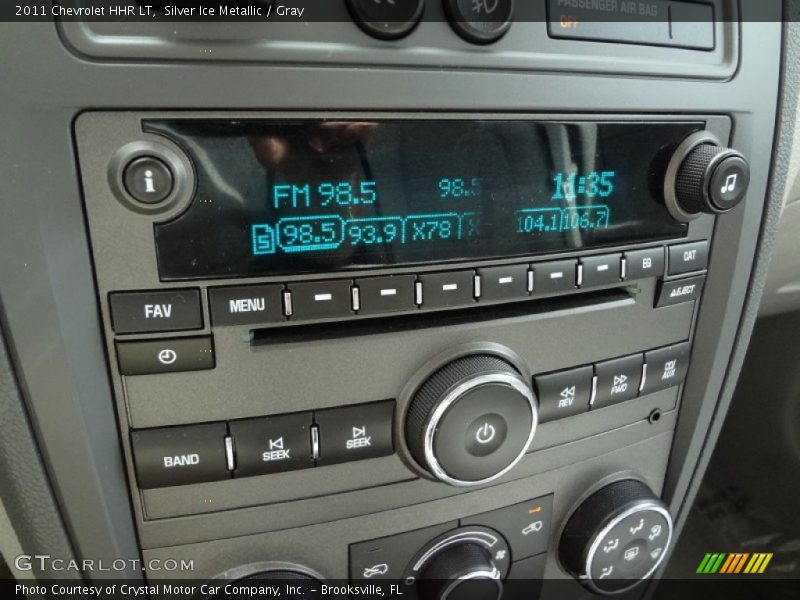 2011 Chevrolet HHR LT, Silver Ice Metallic / Gray
PASSENGER AIR BAG
OFF
i
FM 98.5 98.5 11:35
98.5 93.9 X78 104.1 106.7
FAV MENU EQ CAT
EJECT
BAND SEEK SEEK REV FWD CD/AUX
GTCARLOT.COM
Photo Courtesy of Crystal Motor Car Company, Inc. – Brooksville, FL